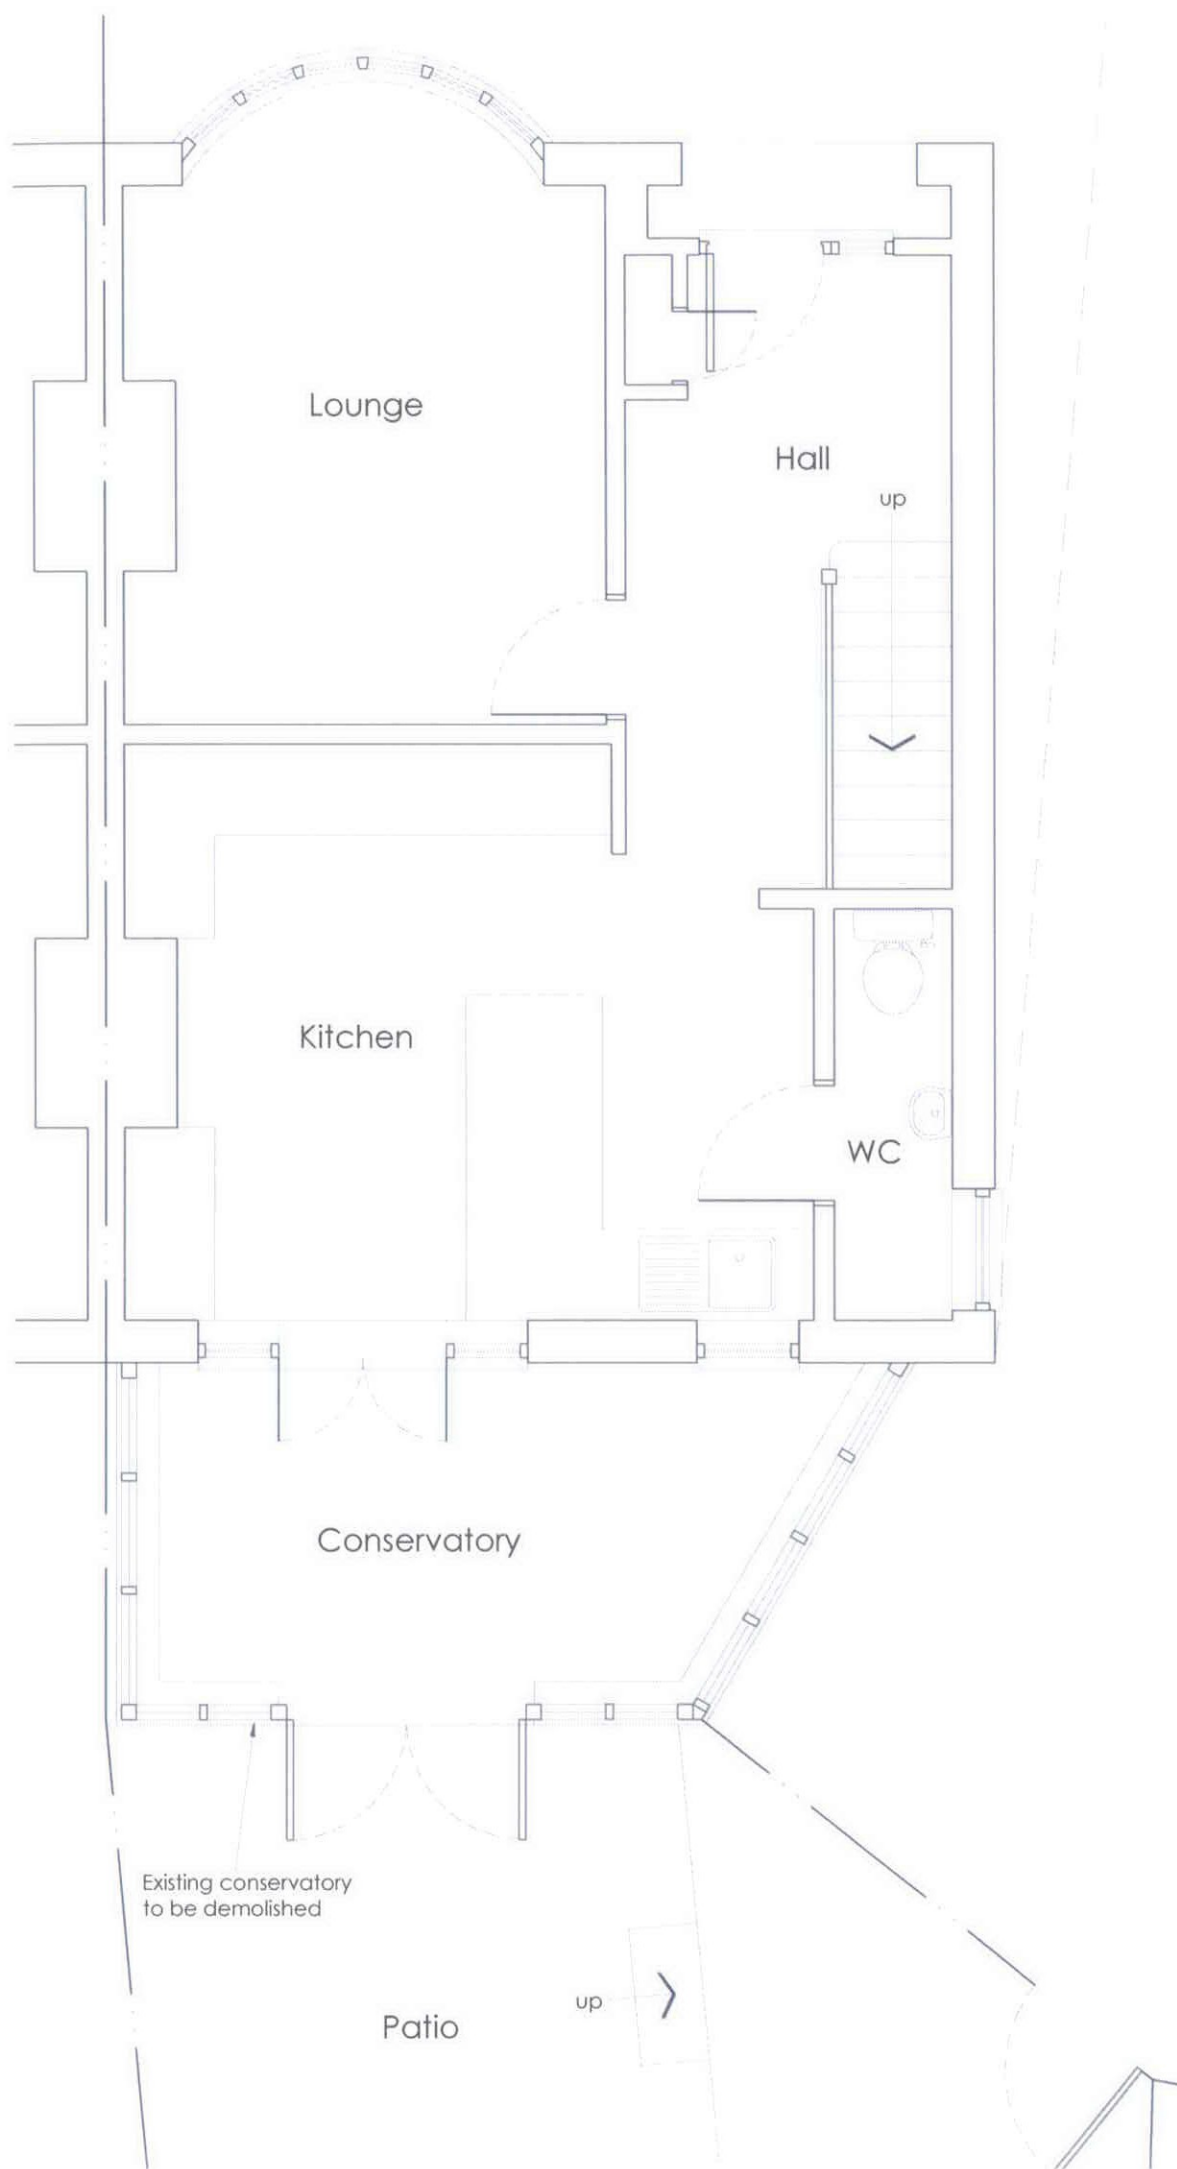 Lounge
Hall
up
Kitchen
WC
Conservatory
Existing conservatory
to be demolished
up
Patio